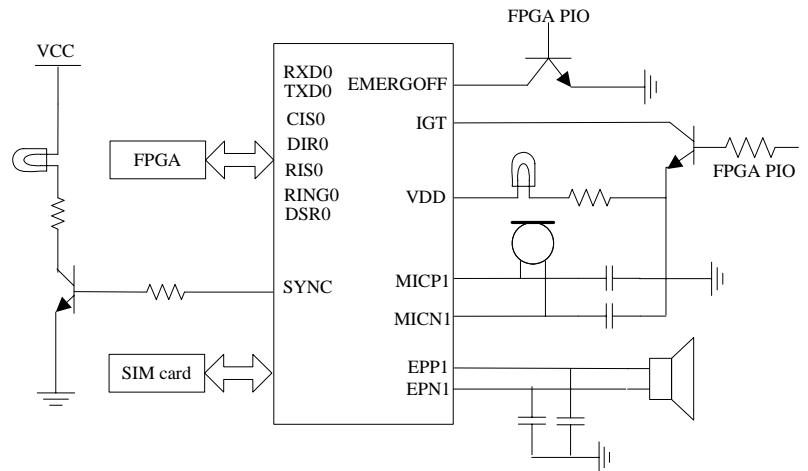 FPGA PIO
VCC
RXD0
TXD0
EMERGOFF
CIS0
IGT
DIR0
FPGA
RIS0
FPGA PIO
RING0
VDD
DSR0
SYNC
MICP1
MICN1
SIM card
EPP1
EPN1